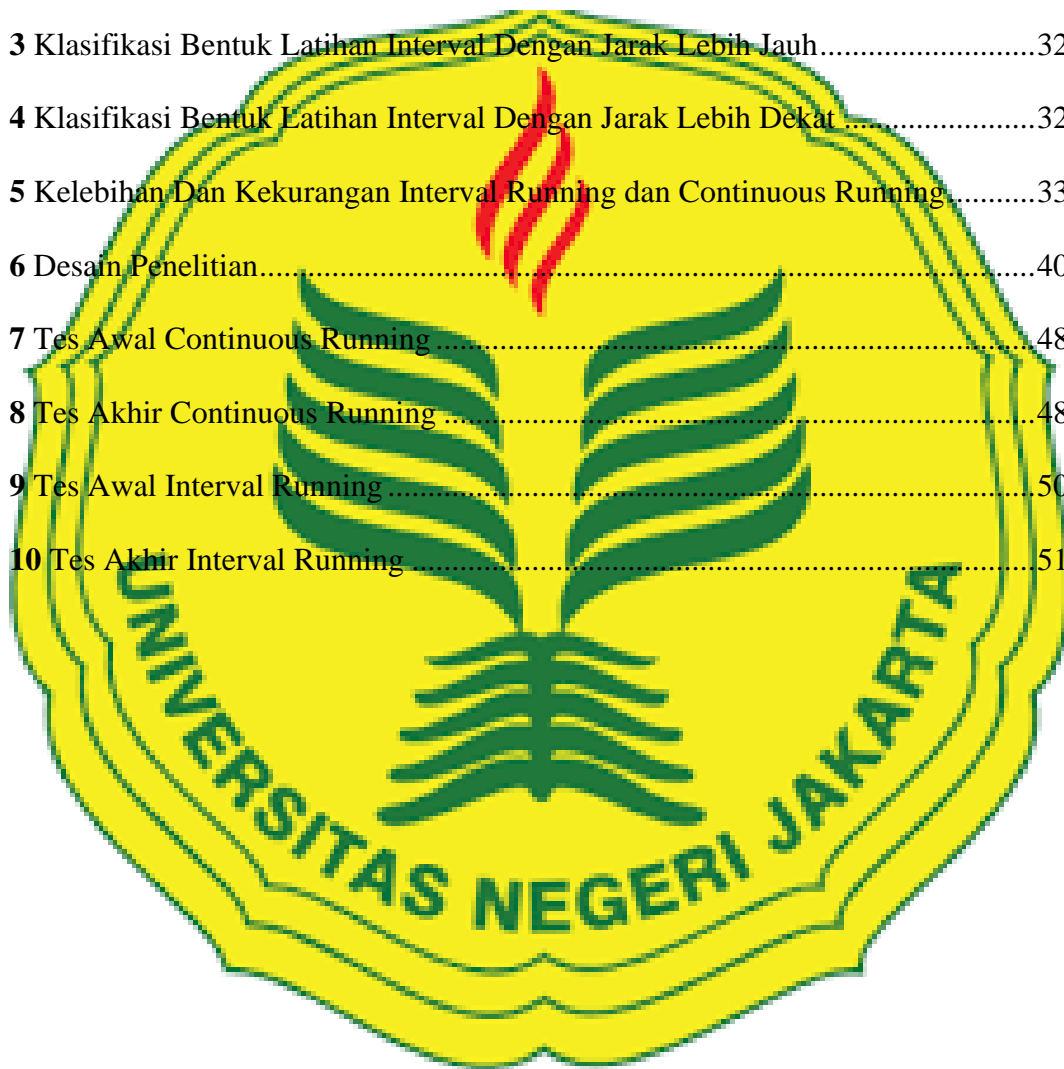 3 Klasifikasi Bentuk Latihan Interval Dengan Jarak Lebih Jauh....................................32
4 Klasifikasi Bentuk Latihan Interval Dengan Jarak Lebih Dekat ................................32
5 Kelebihan Dan Kekurangan Interval Running dan Continuous Running...............33
6 Desain Penelitian.............................................................................................................40
7 Tes Awal Continuous Running .....................................................................................48
8 Tes Akhir Continuous Running ....................................................................................48
9 Tes Awal Interval Running ...........................................................................................50
10 Tes Akhir Interval Running ........................................................................................51
UNIVERSITAS NEGERI JAKARTA